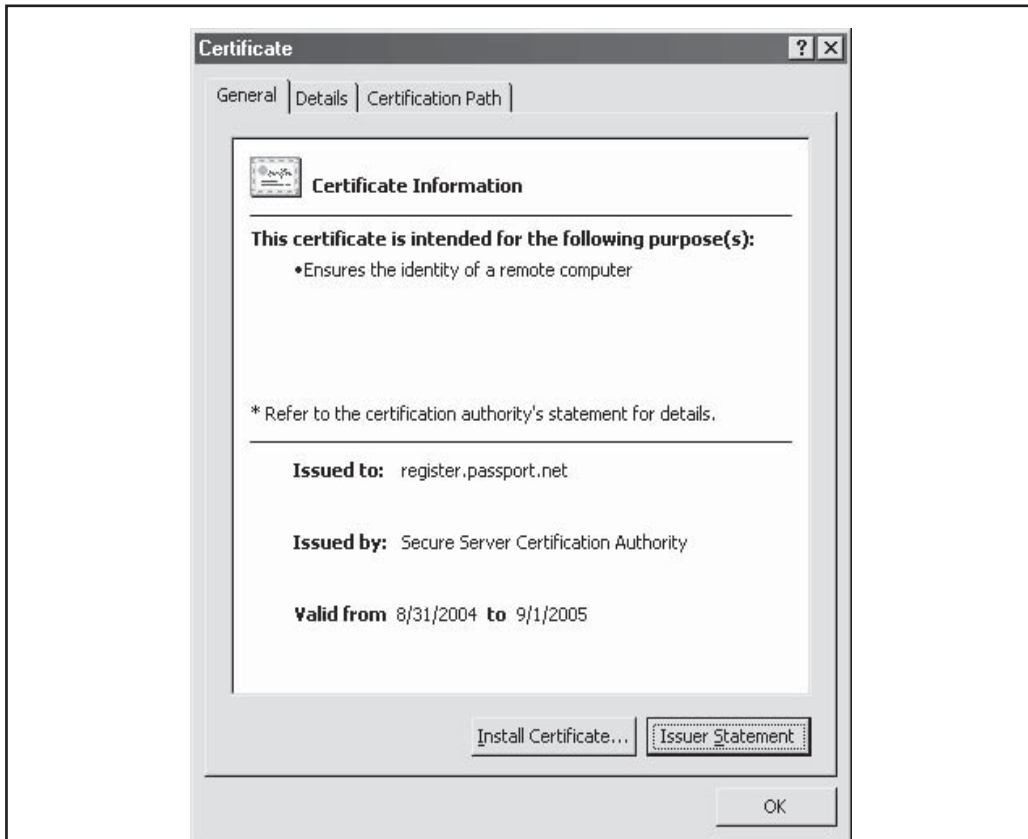 Certificate
General Details Certification Path
Certificate Information
This certificate is intended for the following purpose(s):
•Ensures the identity of a remote computer
* Refer to the certification authority's statement for details.
Issued to: register.passport.net
Issued by: Secure Server Certification Authority
Valid from 8/31/2004 to 9/1/2005
Install Certificate... Issuer Statement
OK